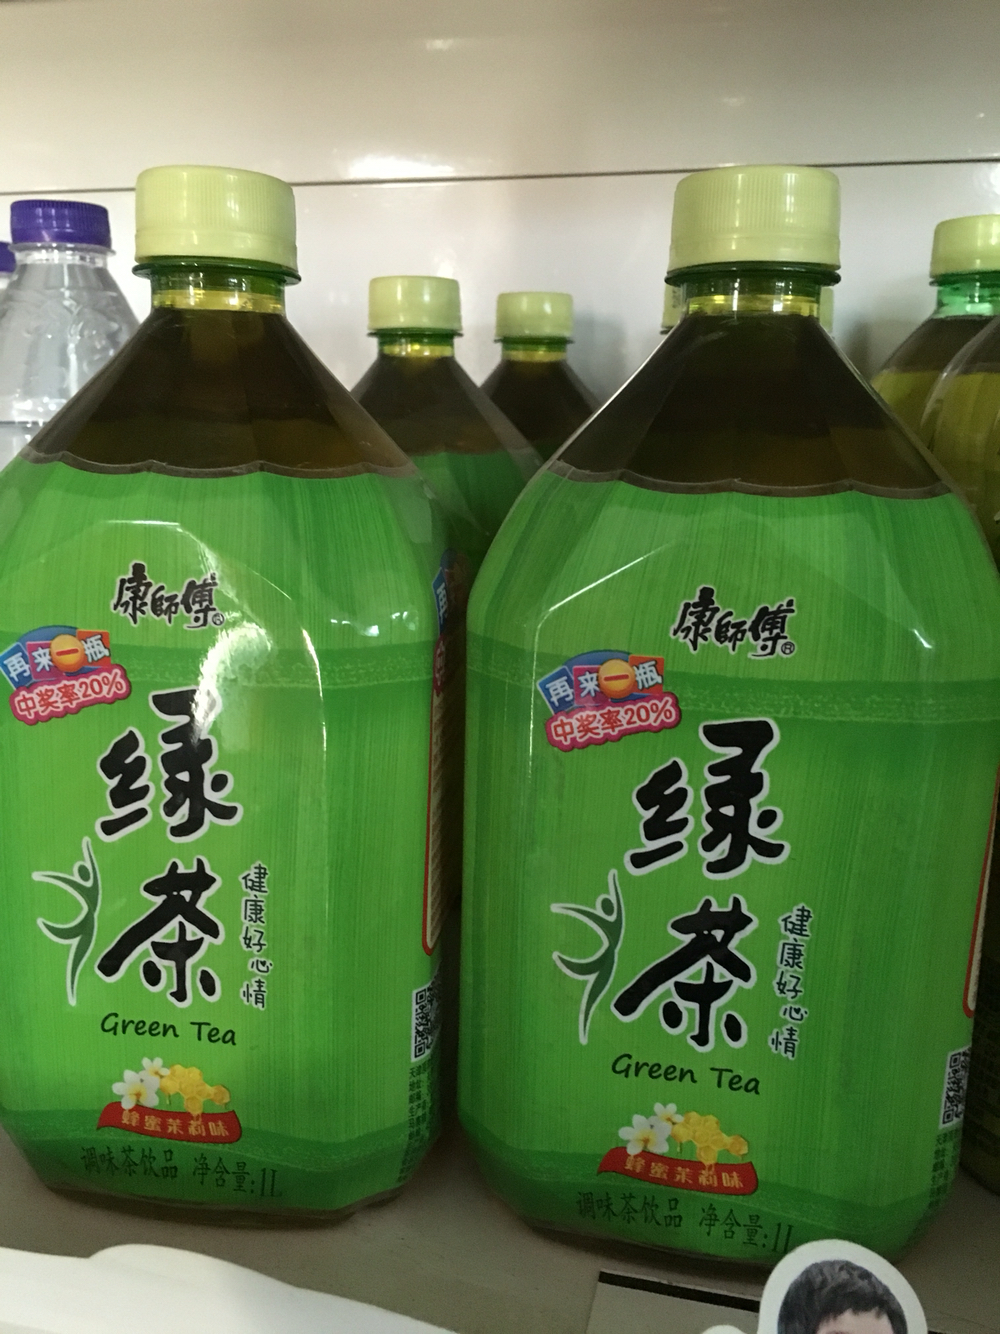 康師傅
再来一瓶
中奖率20%
绿茶
健康好心情
Green Tea
蜂蜜茉莉味
调味茶饮品 净含量:1L
康師傅
再来一瓶
中奖率20%
绿茶
健康好心情
Green Tea
蜂蜜茉莉味
调味茶饮品 净含量:1L